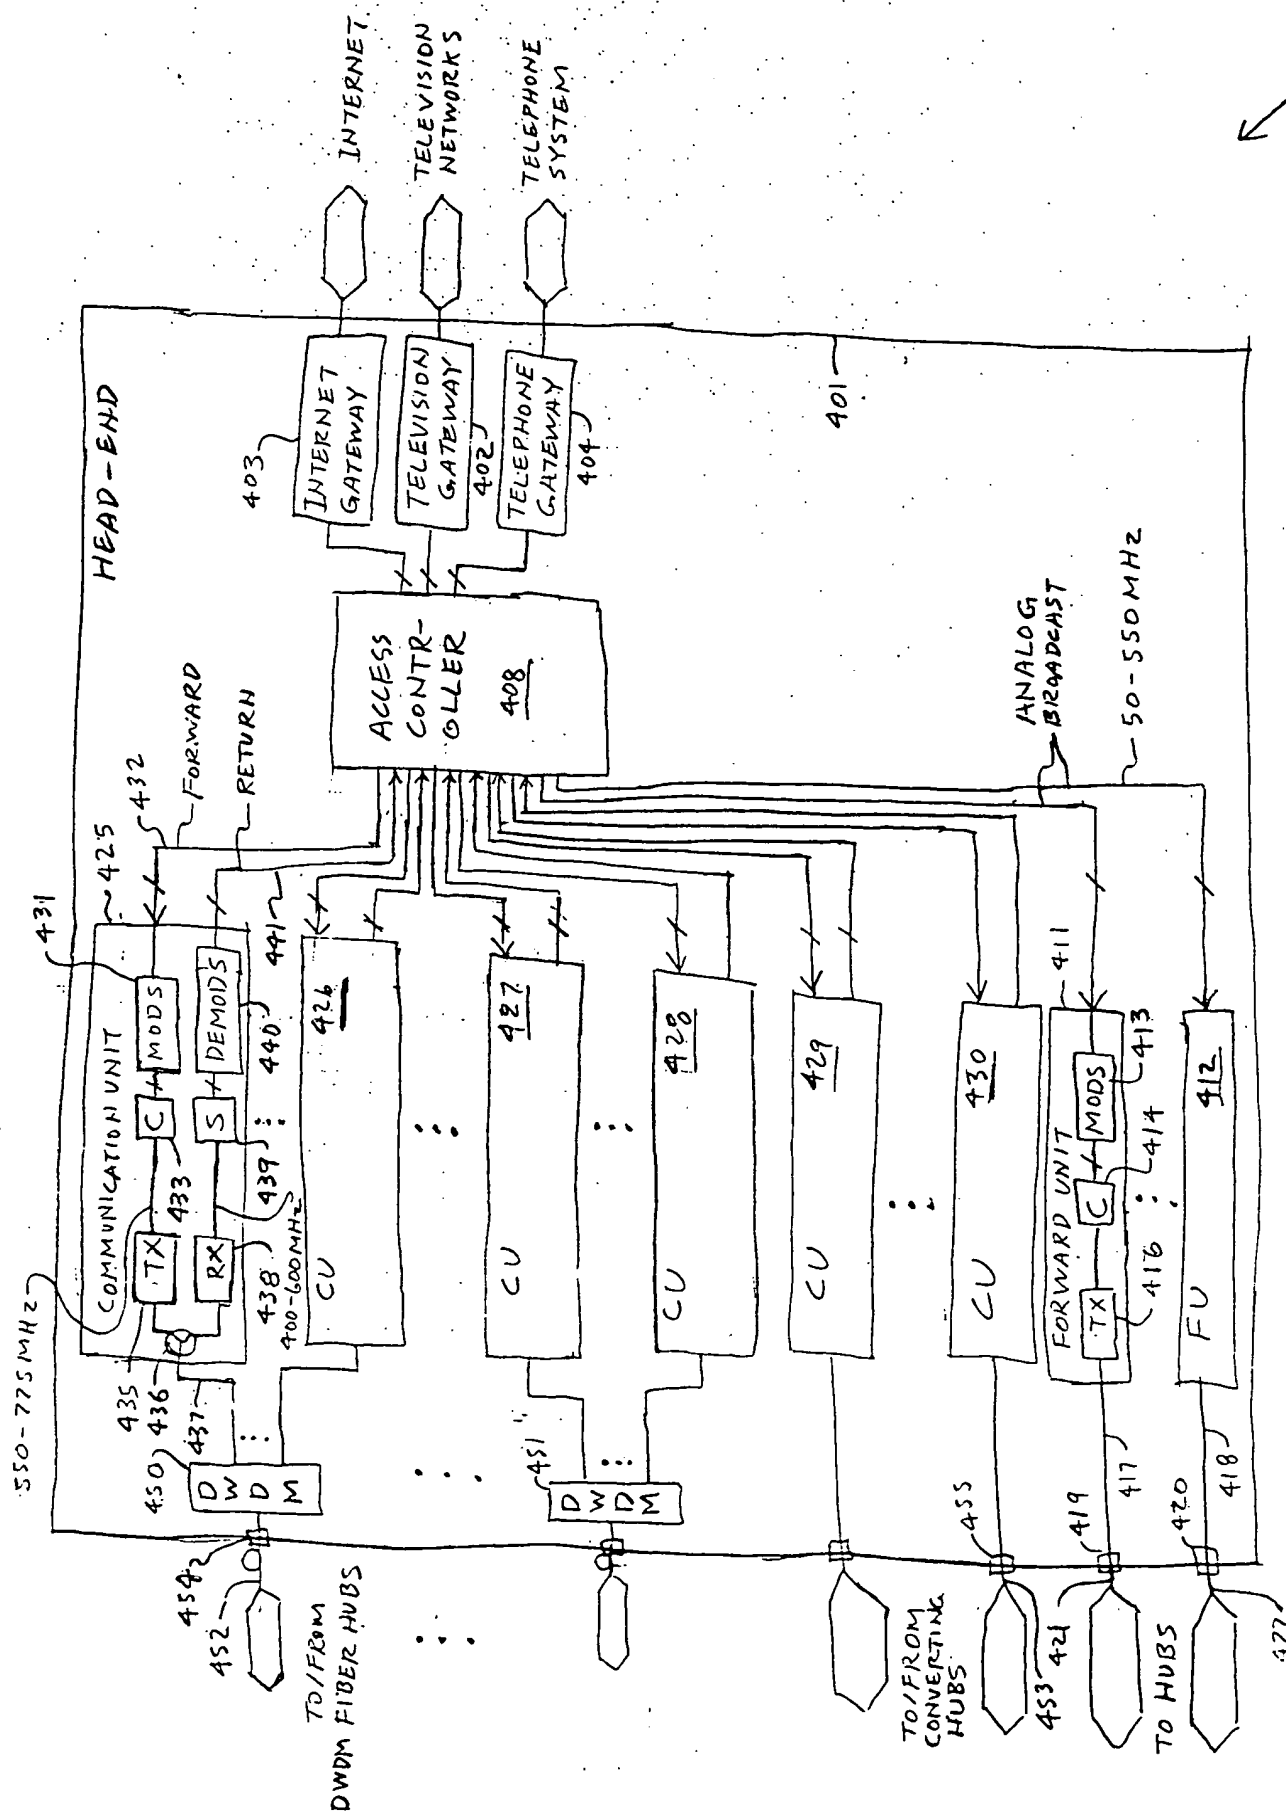 HEAD-END
INTERNET
TELEVISION
NETWORKS
TELEPHONE
SYSTEM
403
INTERNET
GATEWAY
TELEVISION
GATEWAY
402
TELEPHONE
GATEWAY
404
401
ACCESS
CONTR-
OLLER
408
FORWARD
RETURN
432
425
431
441
COMMUNICATION UNIT
MODS
C
TX
DEMODS
S
RX
440
433
439
438
400-600MHz
550-775MHz
435
436
437
450
DWDM
454
452
TO/FROM
DWDM FIBER HUBS
CU
426
CU
427
CU
428
451
DWDM
CU
429
CU
430
TO/FROM
CONVERTING
HUBS
455
453
ANALOG
BROADCAST
50-550MHz
411
FORWARD UNIT
MODS
C
TX
413
414
416
417
419
421
FU
412
418
420
422
TO HUBS